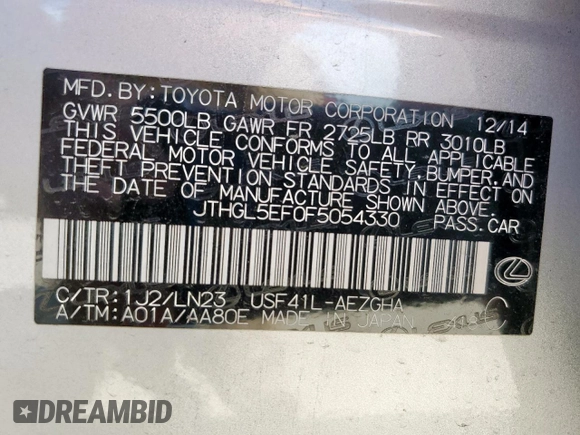 MFD. BY: TOYOTA MOTOR CORPORATION 12/14
GVWR 5500LB GAWR FR 2725LB RR 3010LB
THIS VEHICLE CONFORMS TO ALL APPLICABLE
FEDERAL MOTOR VEHICLE SAFETY, BUMPER, AND
THEFT PREVENTION STANDARDS IN EFFECT ON
THE DATE OF MANUFACTURE SHOWN ABOVE.
JTHGL5EF0F5054330 PASS. CAR
C/TR: 1J2/LN23 USF41L-AEZGHA
A/TM: A01A/AA80E MADE IN JAPAN
DREAMBID